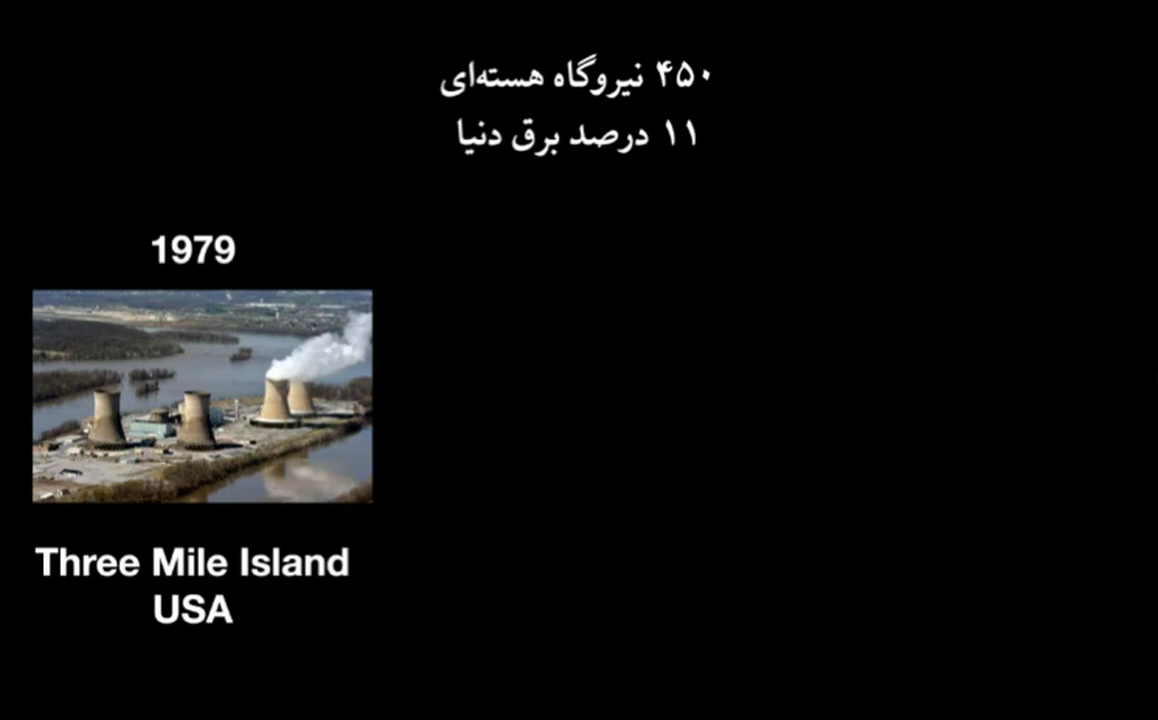 ۴۵۰ نیروگاه هسته‌ای
۱۱ درصد برق دنیا
1979
Three Mile Island
USA